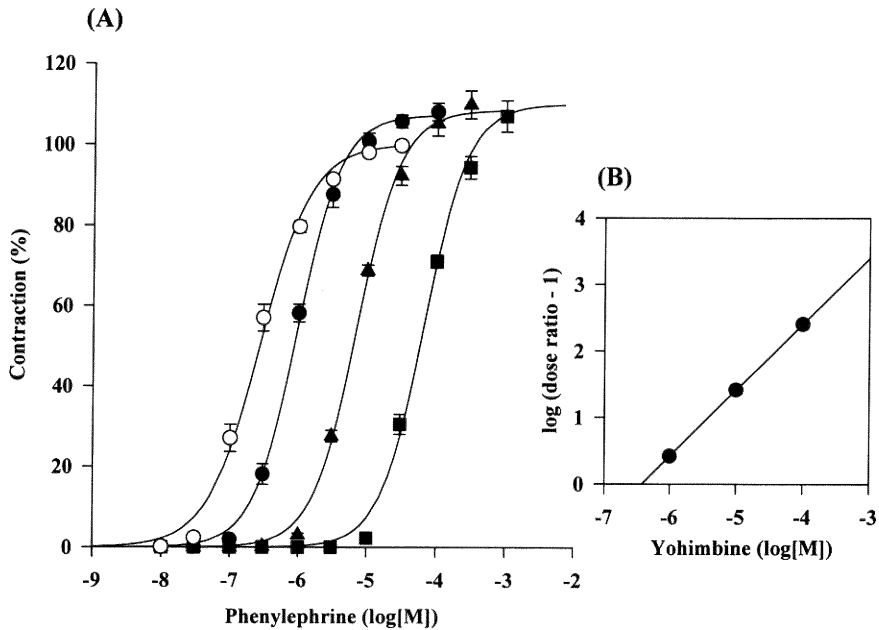 (A)
120
100
80
60
40
20
0
Contraction (%)
-9 -8 -7 -6 -5 -4 -3 -2
Phenylephrine (log[M])
(B)
4
3
2
1
0
log (dose ratio - 1)
-7 -6 -5 -4 -3
Yohimbine (log[M])